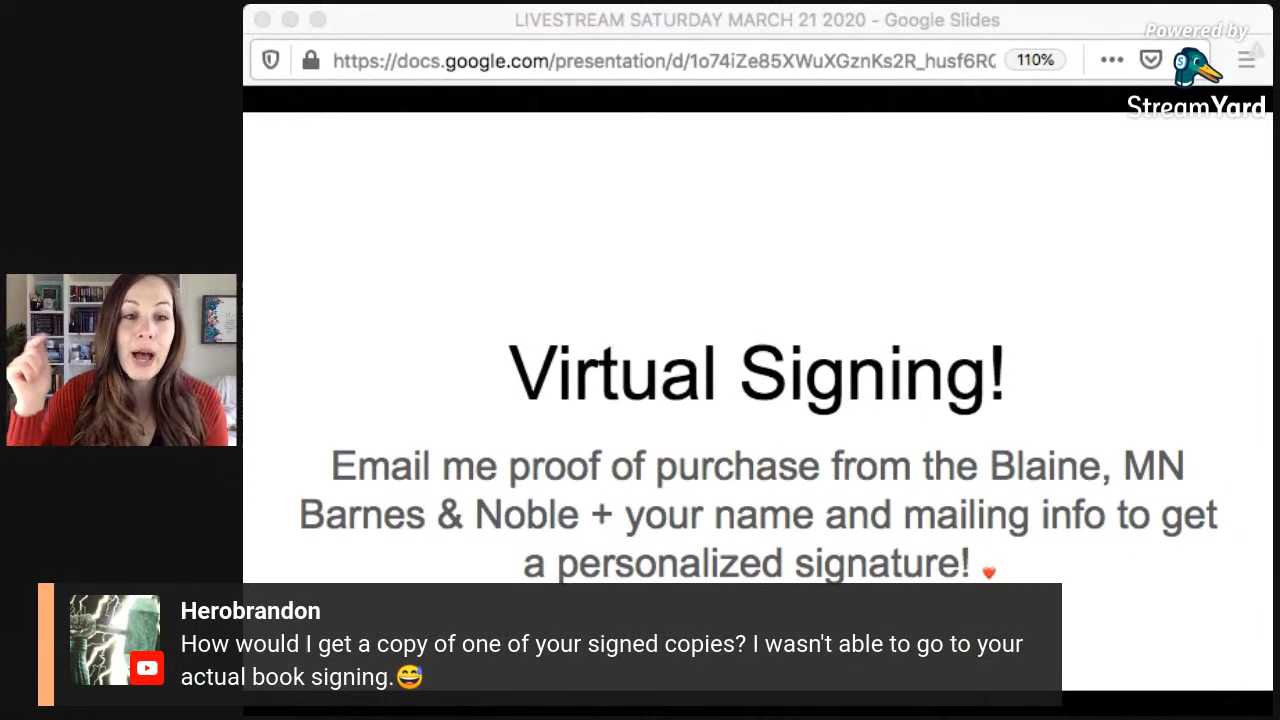 LIVESTREAM SATURDAY MARCH 21 2020 - Google Slides
Powered by
https://docs.google.com/presentation/d/1o74iZe85XWuXGznKs2R_husf6RC
110%
StreamYard
Virtual Signing!
Email me proof of purchase from the Blaine, MN
Barnes & Noble + your name and mailing info to get
a personalized signature! ❤️
Herobrandon
How would I get a copy of one of your signed copies? I wasn't able to go to your
actual book signing.😅